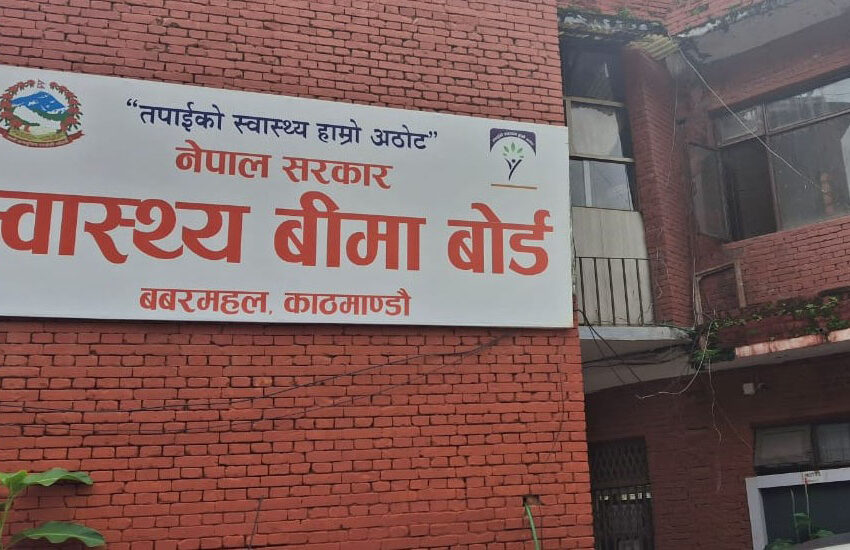 “तपाईको स्वास्थ्य हाम्रो अठोट”
नेपाल सरकार
स्वास्थ्य बीमा बोर्ड
बबरमहल, काठमाण्डौ